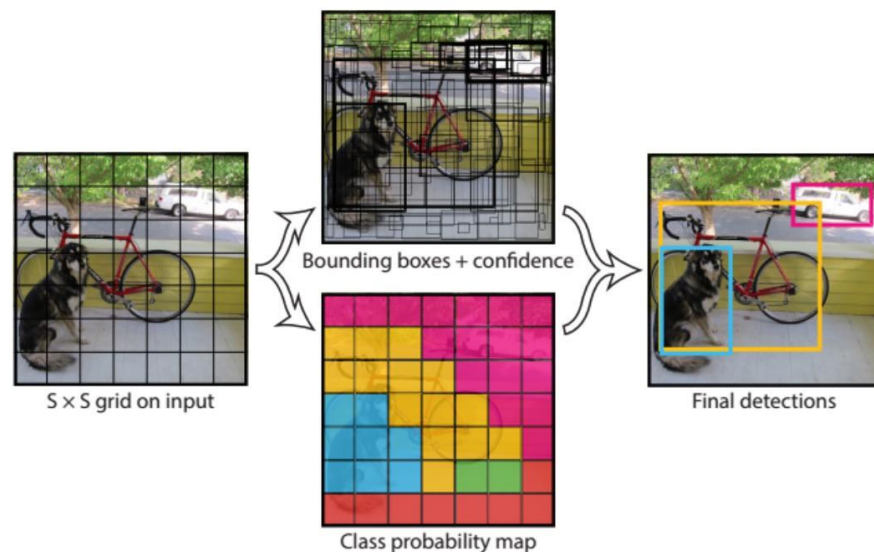 S × S grid on input
Bounding boxes + confidence
Class probability map
Final detections